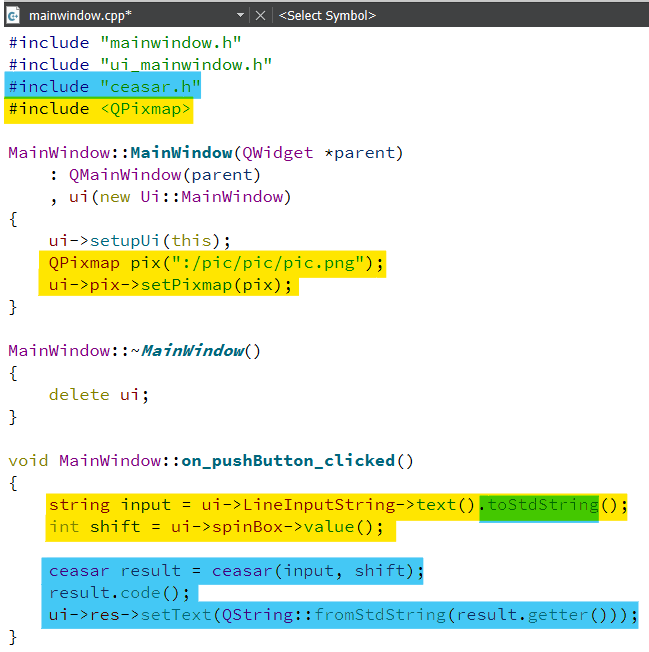 mainwindow.cpp* <Select Symbol>
#include "mainwindow.h"
#include "ui_mainwindow.h"
#include "ceasar.h"
#include <QPixmap>
MainWindow::MainWindow(QWidget *parent)
: QMainWindow(parent)
, ui(new Ui::MainWindow)
{
ui->setupUi(this);
QPixmap pix(":/pic/pic/pic.png");
ui->pix->setPixmap(pix);
}
MainWindow::~MainWindow()
{
delete ui;
}
void MainWindow::on_pushButton_clicked()
{
string input = ui->LineInputString->text().toStdString();
int shift = ui->spinBox->value();
ceasar result = ceasar(input, shift);
result.code();
ui->res->setText(QString::fromStdString(result.getter()));
}